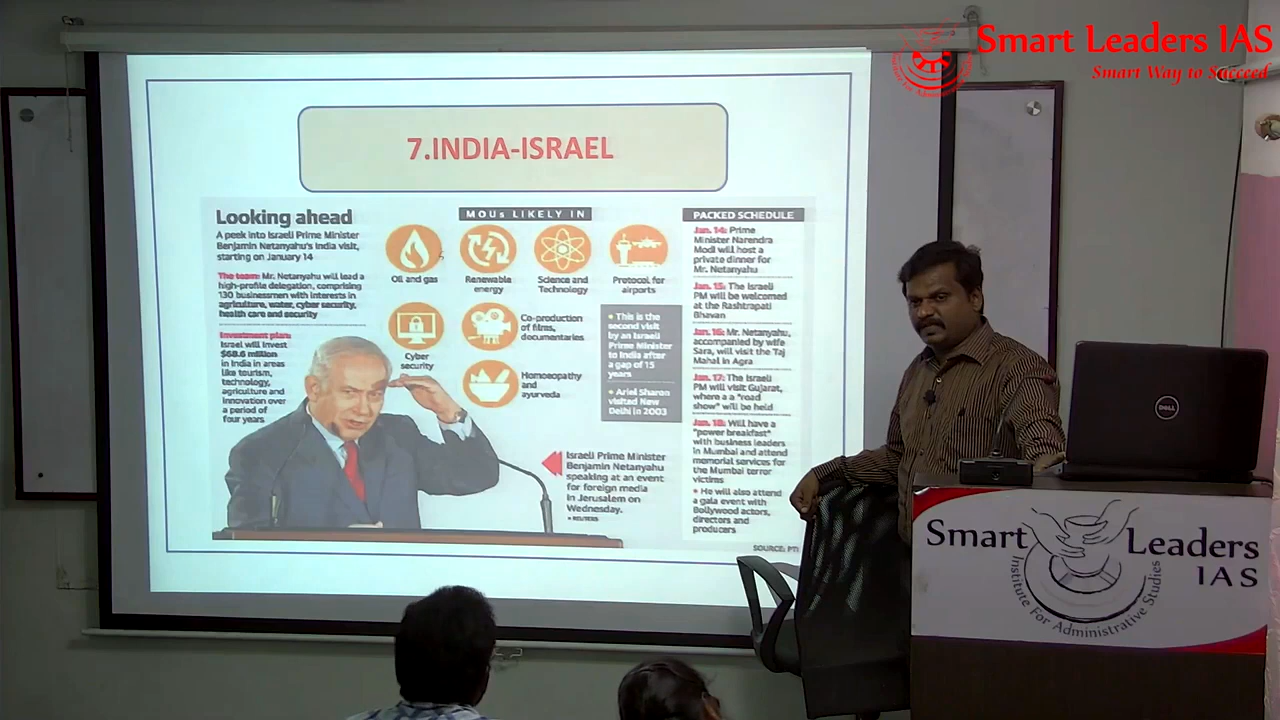 Smart Leaders IAS
Smart Way to Succeed
7.INDIA-ISRAEL
Looking ahead
A peek into Israeli Prime Minister
Benjamin Netanyahu's India visit,
starting on January 14
The team: Mr. Netanyahu will lead a
high-profile delegation, comprising
130 businessmen with interests in
agriculture, water, cyber security,
health care and security
Investment plan:
Israel will invest
$68.6 million
in India in areas
like tourism,
technology,
agriculture and
innovation over
a period of
four years
MOUs LIKELY IN
Oil and gas
Renewable
energy
Science and
Technology
Protocol for
airports
Cyber
security
Co-production
of films,
documentaries
Homoeopathy
and
ayurveda
This is the
second visit
by an Israeli
Prime Minister
to India after
a gap of 15
years
Ariel Sharon
visited New
Delhi in 2003
Israeli Prime Minister
Benjamin Netanyahu
speaking at an event
for foreign media
in Jerusalem on
Wednesday.
REUTERS
PACKED SCHEDULE
Jan. 14: Prime
Minister Narendra
Modi will host a
private dinner for
Mr. Netanyahu
Jan. 15: The Israeli
PM will be welcomed
at the Rashtrapati
Bhavan
Jan. 16: Mr. Netanyahu,
accompanied by wife
Sara, will visit the Taj
Mahal in Agra
Jan. 17: The Israeli
PM will visit Gujarat,
where a a "road
show" will be held
Jan. 18: Will have a
"power breakfast"
with business leaders
in Mumbai and attend
memorial services for
the Mumbai terror
victims
He will also attend
a gala event with
Bollywood actors,
directors and
producers
SOURCE: PTI
DELL
Smart Leaders
IAS
Institute For Administrative Studies